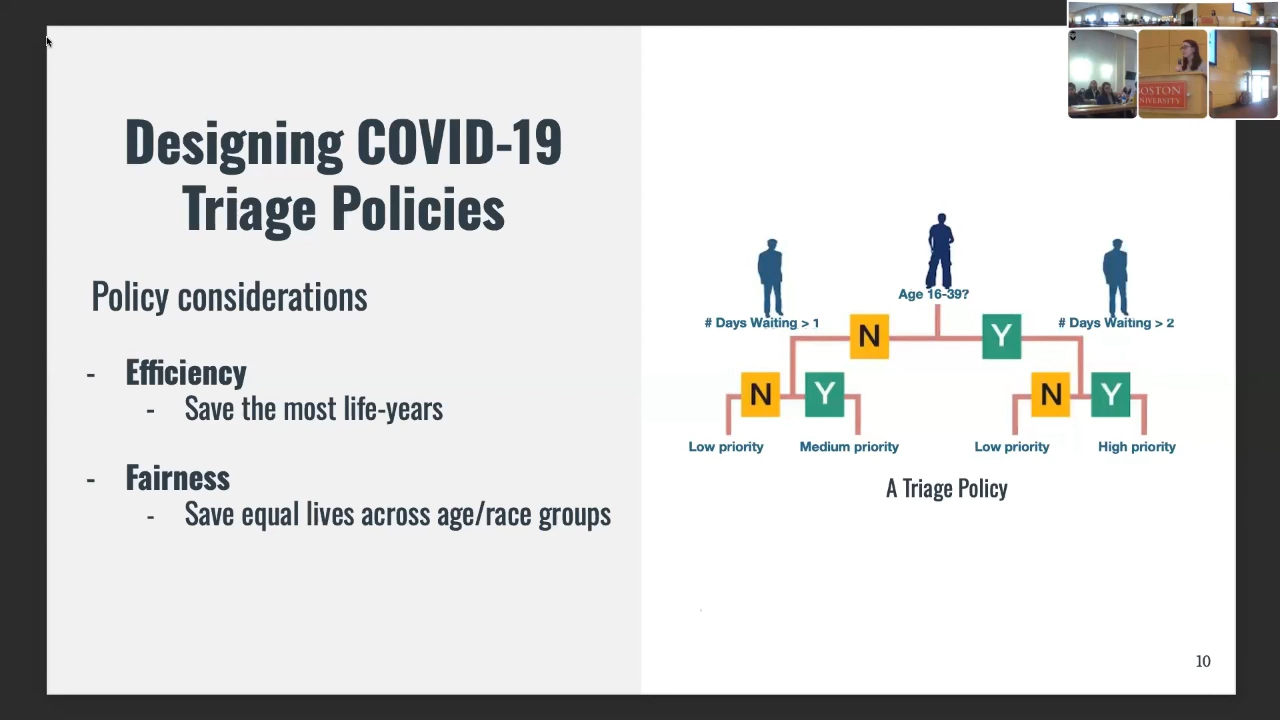 Designing COVID-19
Triage Policies
Policy considerations
- Efficiency
- Save the most life-years
- Fairness
- Save equal lives across age/race groups
Age 16-39?
# Days Waiting > 1
# Days Waiting > 2
N
Y
N
Y
N
Y
Low priority
Medium priority
Low priority
High priority
A Triage Policy
10